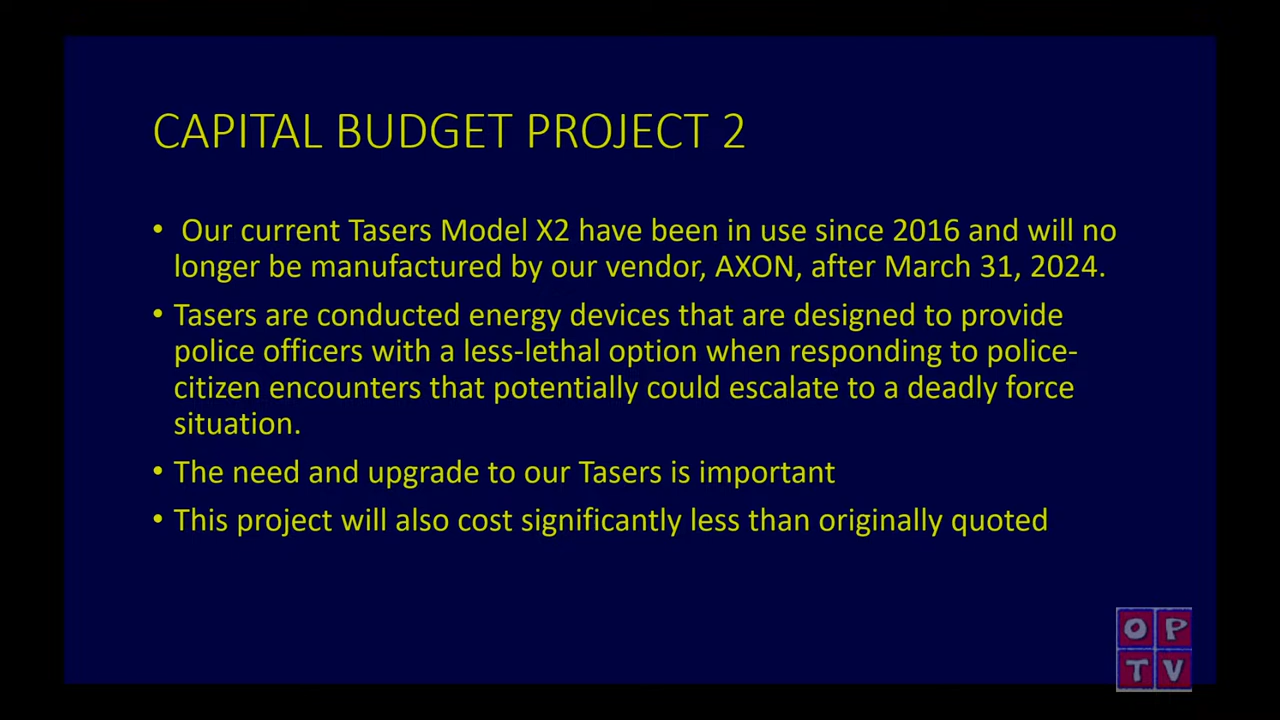 CAPITAL BUDGET PROJECT 2
• Our current Tasers Model X2 have been in use since 2016 and will no
longer be manufactured by our vendor, AXON, after March 31, 2024.
• Tasers are conducted energy devices that are designed to provide
police officers with a less-lethal option when responding to police-
citizen encounters that potentially could escalate to a deadly force
situation.
• The need and upgrade to our Tasers is important
• This project will also cost significantly less than originally quoted
O P
T V